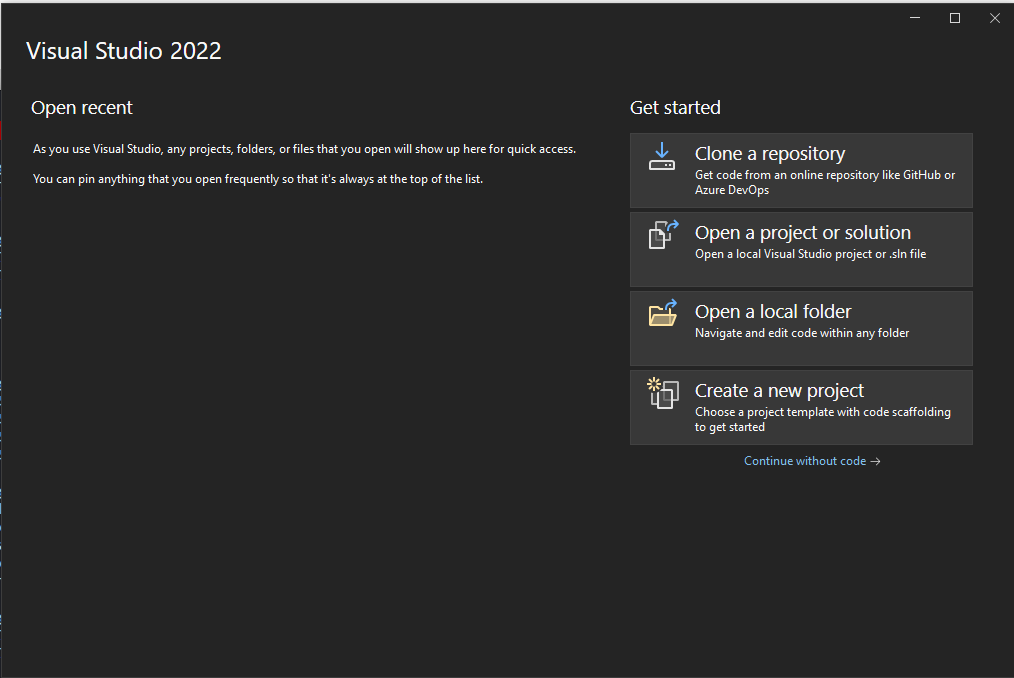 Visual Studio 2022
Open recent
As you use Visual Studio, any projects, folders, or files that you open will show up here for quick access.
You can pin anything that you open frequently so that it's always at the top of the list.
Get started
Clone a repository
Get code from an online repository like GitHub or
Azure DevOps
Open a project or solution
Open a local Visual Studio project or .sln file
Open a local folder
Navigate and edit code within any folder
Create a new project
Choose a project template with code scaffolding
to get started
Continue without code →